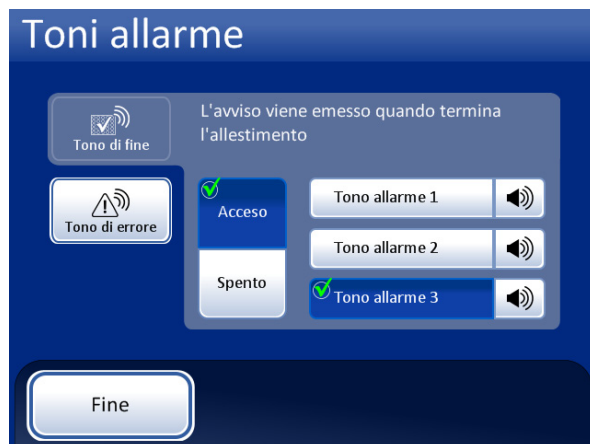 Toni allarme
Tono di fine
L'avviso viene emesso quando termina
l'allestimento
Tono di errore
Acceso
Spento
Tono allarme 1
Tono allarme 2
Tono allarme 3
Fine